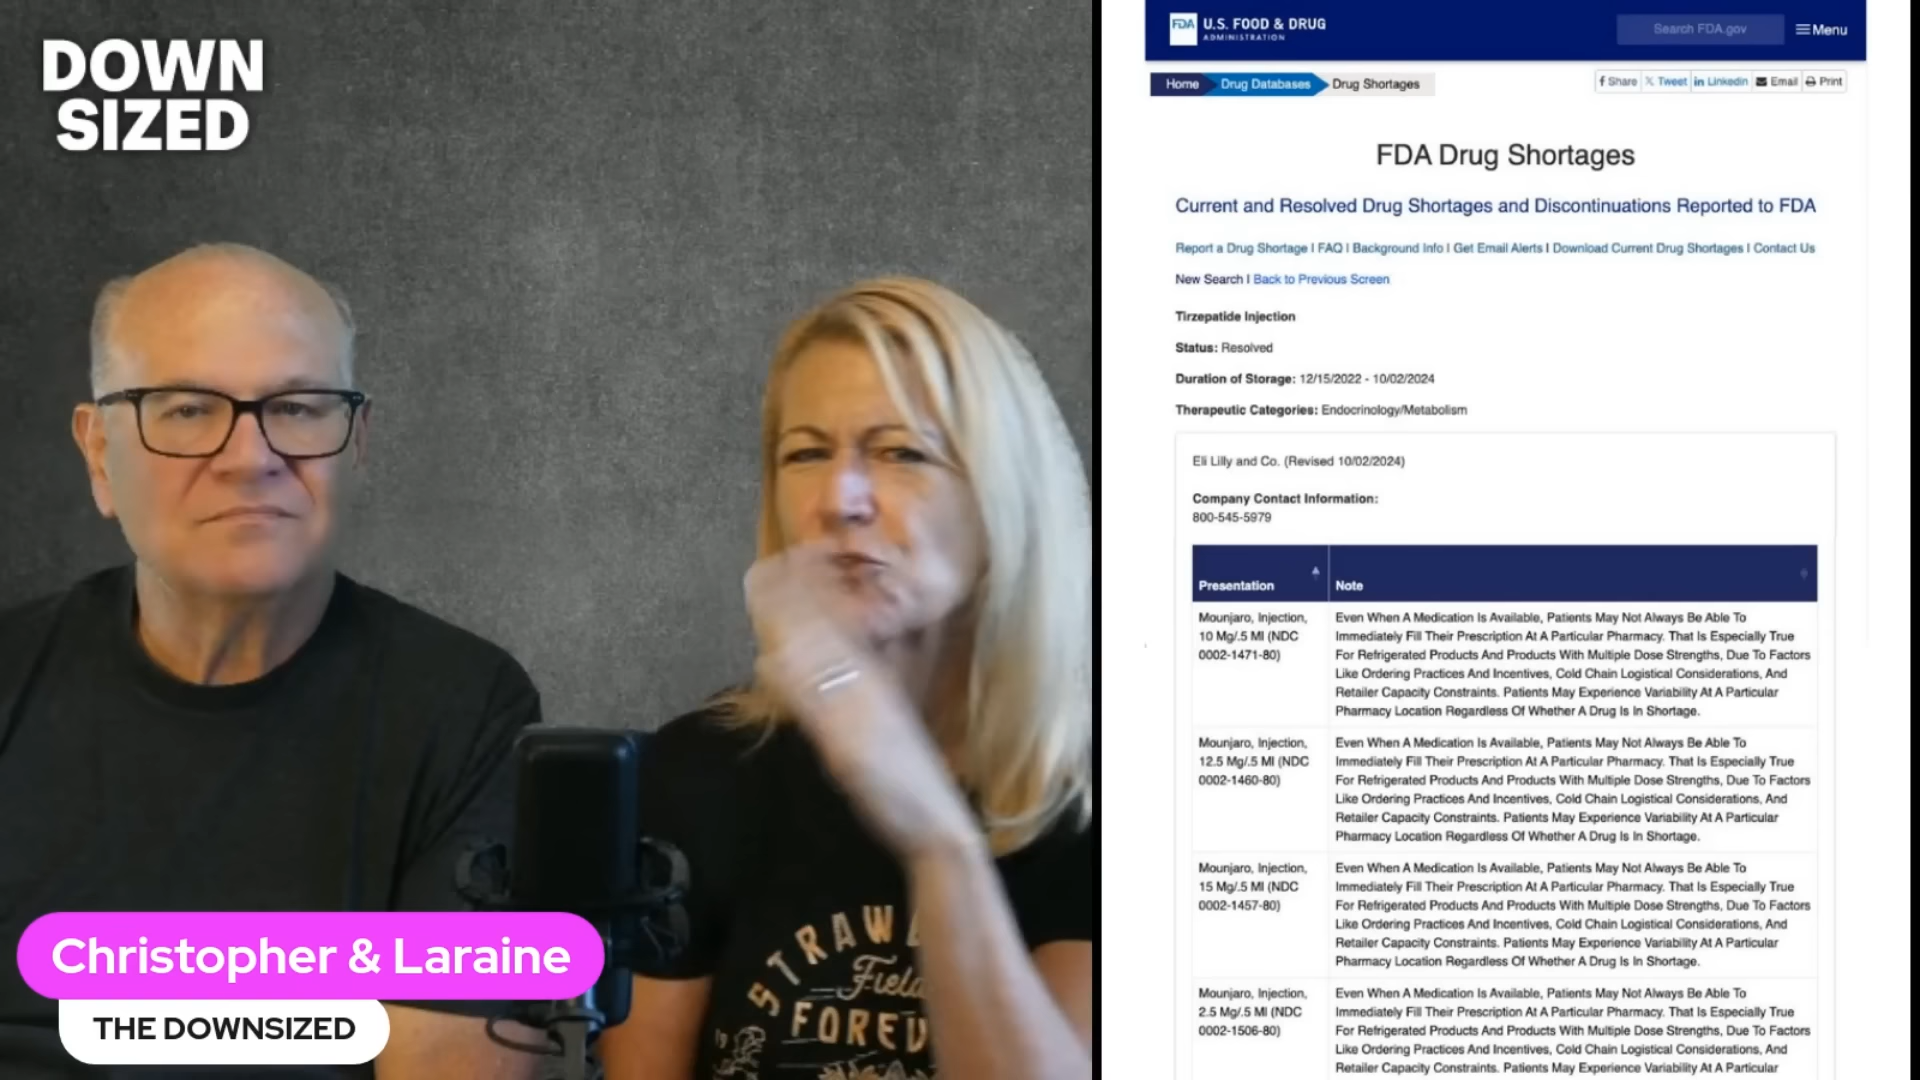 DOWN
SIZED
Christopher & Laraine
THE DOWNSIZED
STRAW
Field
FOREV
FDA U.S. FOOD & DRUG
ADMINISTRATION
Search FDA.gov
Menu
Home Drug Databases Drug Shortages
Share Tweet in Linkedin Email Print
FDA Drug Shortages
Current and Resolved Drug Shortages and Discontinuations Reported to FDA
Report a Drug Shortage | FAQ | Background Info | Get Email Alerts | Download Current Drug Shortages | Contact Us
New Search | Back to Previous Screen
Tirzepatide Injection
Status: Resolved
Duration of Storage: 12/15/2022 - 10/02/2024
Therapeutic Categories: Endocrinology/Metabolism
Eli Lilly and Co. (Revised 10/02/2024)
Company Contact Information:
800-545-5979
Presentation Note
Mounjaro, Injection,
10 Mg/.5 Ml (NDC
0002-1471-80)
Even When A Medication Is Available, Patients May Not Always Be Able To
Immediately Fill Their Prescription At A Particular Pharmacy. That Is Especially True
For Refrigerated Products And Products With Multiple Dose Strengths, Due To Factors
Like Ordering Practices And Incentives, Cold Chain Logistical Considerations, And
Retailer Capacity Constraints. Patients May Experience Variability At A Particular
Pharmacy Location Regardless Of Whether A Drug Is In Shortage.
Mounjaro, Injection,
12.5 Mg/.5 Ml (NDC
0002-1460-80)
Even When A Medication Is Available, Patients May Not Always Be Able To
Immediately Fill Their Prescription At A Particular Pharmacy. That Is Especially True
For Refrigerated Products And Products With Multiple Dose Strengths, Due To Factors
Like Ordering Practices And Incentives, Cold Chain Logistical Considerations, And
Retailer Capacity Constraints. Patients May Experience Variability At A Particular
Pharmacy Location Regardless Of Whether A Drug Is In Shortage.
Mounjaro, Injection,
15 Mg/.5 Ml (NDC
0002-1457-80)
Even When A Medication Is Available, Patients May Not Always Be Able To
Immediately Fill Their Prescription At A Particular Pharmacy. That Is Especially True
For Refrigerated Products And Products With Multiple Dose Strengths, Due To Factors
Like Ordering Practices And Incentives, Cold Chain Logistical Considerations, And
Retailer Capacity Constraints. Patients May Experience Variability At A Particular
Pharmacy Location Regardless Of Whether A Drug Is In Shortage.
Mounjaro, Injection,
2.5 Mg/.5 Ml (NDC
0002-1506-80)
Even When A Medication Is Available, Patients May Not Always Be Able To
Immediately Fill Their Prescription At A Particular Pharmacy. That Is Especially True
For Refrigerated Products And Products With Multiple Dose Strengths, Due To Factors
Like Ordering Practices And Incentives, Cold Chain Logistical Considerations, And
Retailer Capacity Constraints. Patients May Experience Variability At A Particular